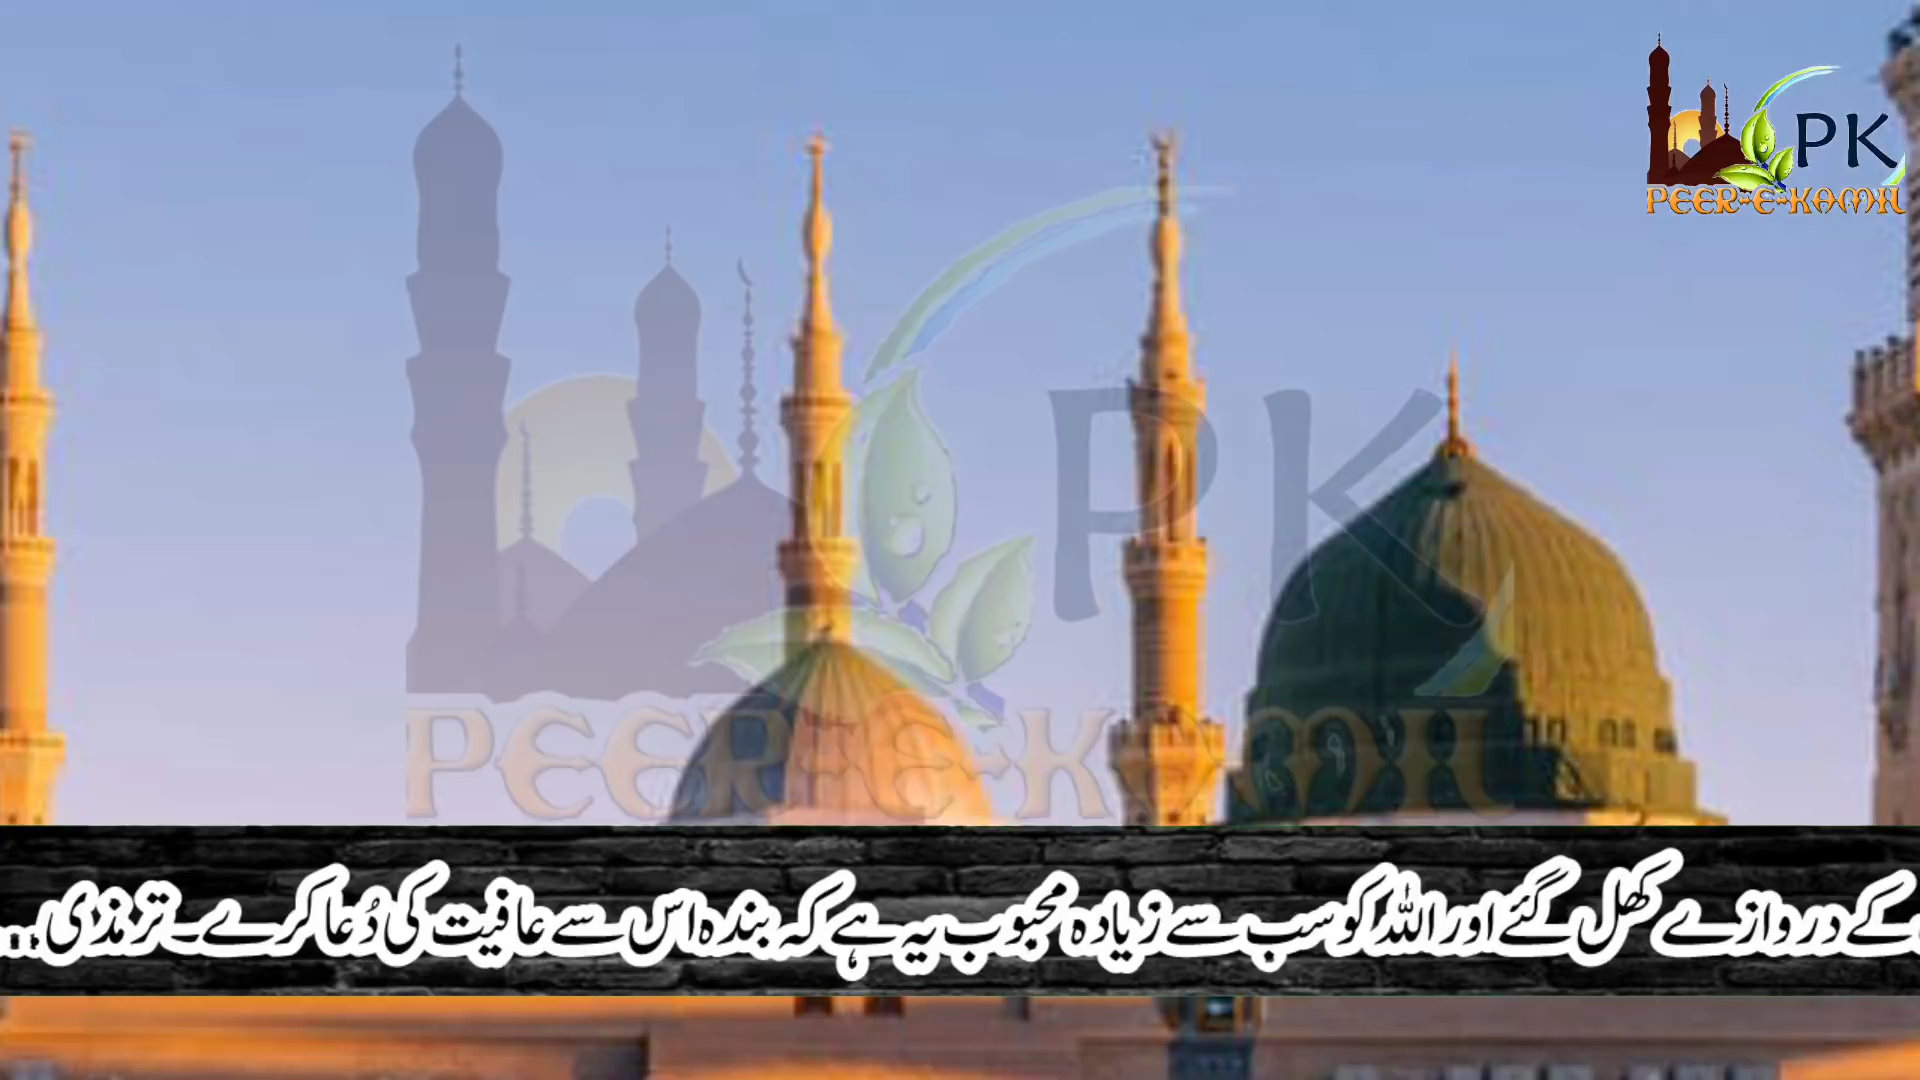 PK
PEER-E-KAMIL
PK
PEER-E-KAMIL
کے دروازے کھل گئے اور اللہ کو سب سے زیادہ محبوب یہ ہے کہ بندہ اس سے عافیت کی دُعا کرے۔ ترمذی...